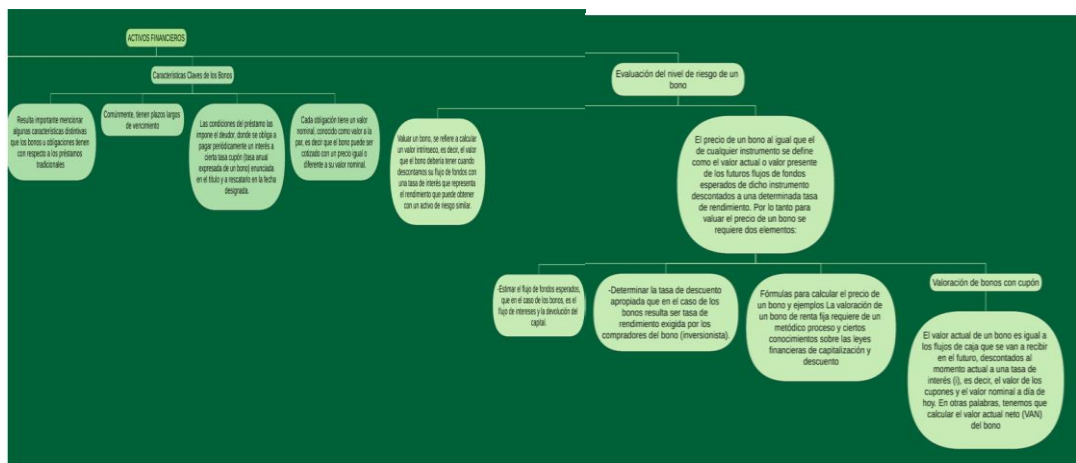 ACTIVOS FINANCIEROS
Características Claves de los Bonos
Resulta importante mencionar
algunas características distintivas
que los bonos u obligaciones tienen
con respecto a los préstamos
tradicionales
Comúnmente, tienen plazos largos
de vencimiento
Las condiciones del préstamo las
impone el deudor, donde se obliga a
pagar periódicamente un interés a
cierta tasa cupón (tasa anual
expresada de un bono) enunciada
en el título y a rescatarlo en la fecha
designada.
Cada obligación tiene un valor
nominal, conocido como valor a la
par, es decir que el bono puede ser
cotizado con un precio igual o
diferente a su valor nominal.
Evaluación del nivel de riesgo de un
bono
Valuar un bono, se refiere a calcular
un valor intrínseco, es decir, el valor
que el bono debería tener cuando
descontamos su flujo de fondos con
una tasa de interés que representa
el rendimiento que puede obtener
con un activo de riesgo similar.
El precio de un bono al igual que el
de cualquier instrumento se define
como el valor actual o valor presente
de los futuros flujos de fondos
esperados de dicho instrumento
descontados a una determinada tasa
de rendimiento. Por lo tanto para
valuar el precio de un bono se
requiere dos elementos:
-Estimar el flujo de fondos esperados,
que en el caso de los bonos, es el
flujo de intereses y la devolución del
capital.
-Determinar la tasa de descuento
apropiada que en el caso de los
bonos resulta ser tasa de
rendimiento exigida por los
compradores del bono (inversionista).
Fórmulas para calcular el precio de
un bono y ejemplos La valoración de
un bono de renta fija requiere de un
metódico proceso y ciertos
conocimientos sobre las leyes
financieras de capitalización y
descuento
Valoración de bonos con cupón
El valor actual de un bono es igual a
los flujos de caja que se van a recibir
en el futuro, descontados al
momento actual a una tasa de
interés (i), es decir, el valor de los
cupones y el valor nominal a día de
hoy. En otras palabras, tenemos que
calcular el valor actual neto (VAN)
del bono